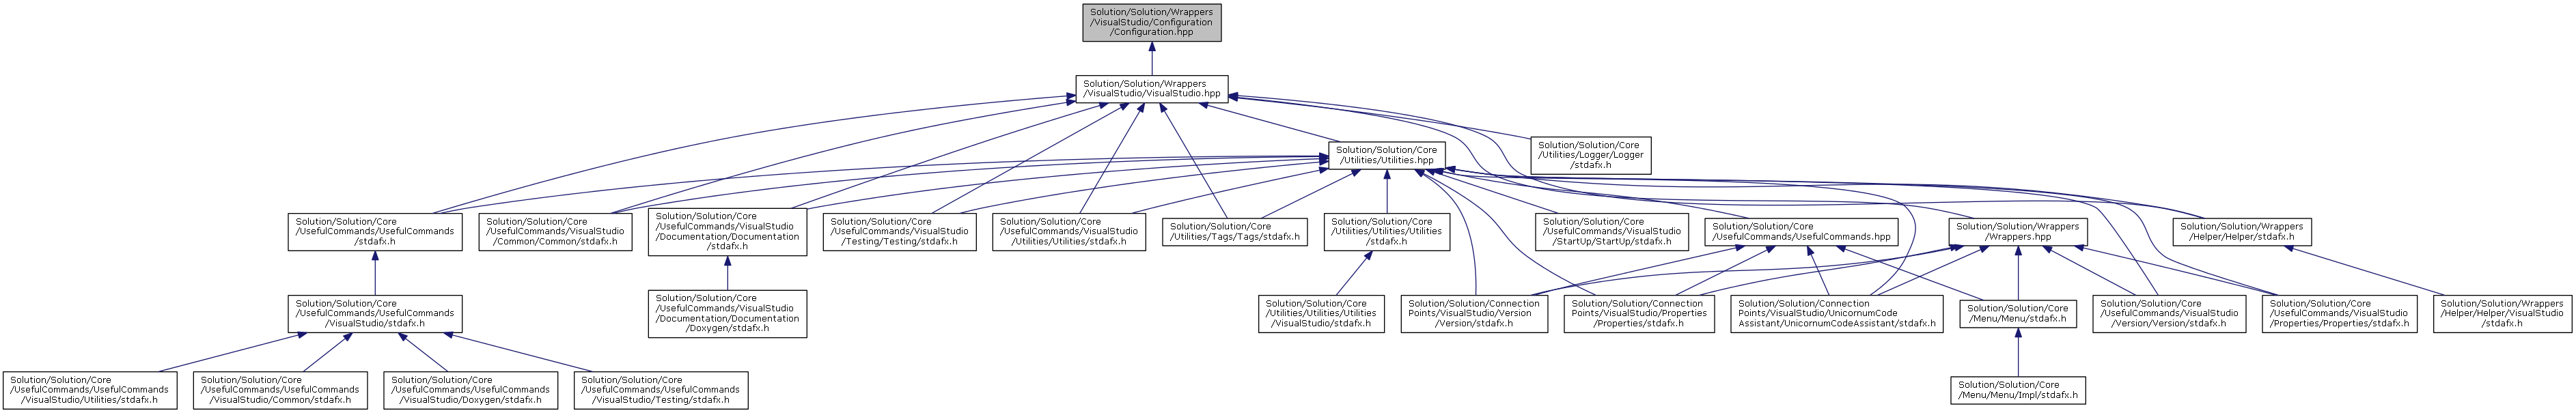 Solution/Solution/Wrappers
/VisualStudio/Configuration
/Configuration.hpp
Solution/Solution/Wrappers
/VisualStudio/VisualStudio.hpp
Solution/Solution/Core
/Utilities/Logger/Logger
/stdafx.h
Solution/Solution/Core
/Utilities/Utilities.hpp
Solution/Solution/Core
/UsefulCommands/UsefulCommands
/stdafx.h
Solution/Solution/Core
/UsefulCommands/VisualStudio
/Common/Common/stdafx.h
Solution/Solution/Core
/UsefulCommands/VisualStudio
/Documentation/Documentation
/stdafx.h
Solution/Solution/Core
/UsefulCommands/VisualStudio
/Testing/Testing/stdafx.h
Solution/Solution/Core
/UsefulCommands/VisualStudio
/Utilities/Utilities/stdafx.h
Solution/Solution/Core
/Utilities/Tags/Tags/stdafx.h
Solution/Solution/Core
/Utilities/Utilities/Utilities
/stdafx.h
Solution/Solution/Core
/UsefulCommands/VisualStudio
/StartUp/StartUp/stdafx.h
Solution/Solution/Core
/UsefulCommands/UsefulCommands.hpp
Solution/Solution/Wrappers
/Wrappers.hpp
Solution/Solution/Wrappers
/Helper/Helper/stdafx.h
Solution/Solution/Core
/UsefulCommands/UsefulCommands
/VisualStudio/stdafx.h
Solution/Solution/Core
/UsefulCommands/VisualStudio
/Documentation/Documentation
/Doxygen/stdafx.h
Solution/Solution/Core
/Utilities/Utilities/Utilities
/VisualStudio/stdafx.h
Solution/Solution/Connection
Points/VisualStudio/Version
/Version/stdafx.h
Solution/Solution/Connection
Points/VisualStudio/Properties
/Properties/stdafx.h
Solution/Solution/Connection
Points/VisualStudio/UnicornumCode
Assistant/UnicornumCodeAssistant/stdafx.h
Solution/Solution/Core
/Menu/Menu/stdafx.h
Solution/Solution/Core
/UsefulCommands/VisualStudio
/Version/Version/stdafx.h
Solution/Solution/Core
/UsefulCommands/VisualStudio
/Properties/Properties/stdafx.h
Solution/Solution/Wrappers
/Helper/Helper/VisualStudio
/stdafx.h
Solution/Solution/Core
/UsefulCommands/UsefulCommands
/VisualStudio/Utilities/stdafx.h
Solution/Solution/Core
/UsefulCommands/UsefulCommands
/VisualStudio/Common/stdafx.h
Solution/Solution/Core
/UsefulCommands/UsefulCommands
/VisualStudio/Doxygen/stdafx.h
Solution/Solution/Core
/UsefulCommands/UsefulCommands
/VisualStudio/Testing/stdafx.h
Solution/Solution/Core
/Menu/Menu/Impl/stdafx.h